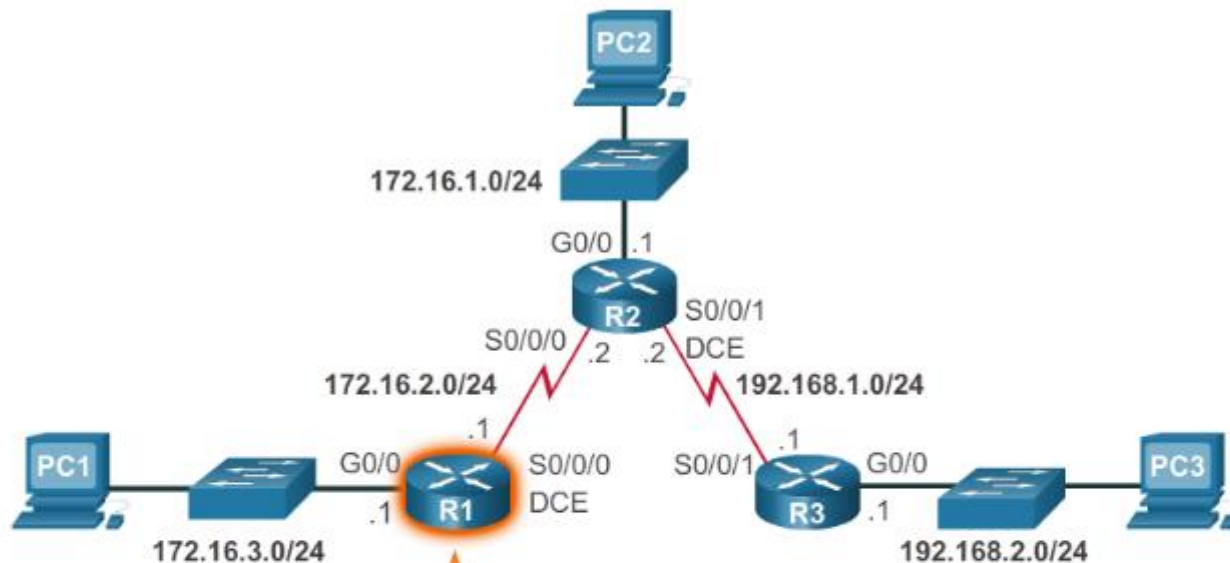 PC2
172.16.1.0/24
G0/0 .1
R2
S0/0/1
DCE
S0/0/0
.2 .2
172.16.2.0/24
192.168.1.0/24
.1
.1
PC1
G0/0
S0/0/0
DCE
S0/0/1
G0/0
PC3
.1
R1
R3
.1
172.16.3.0/24
192.168.2.0/24